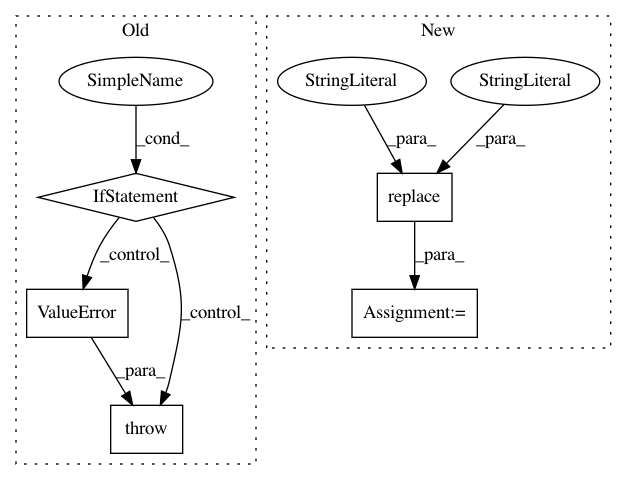 Old
SimpleName
_cond_
IfStatement
_control_
_control_
ValueError
_para_
throw
New
StringLiteral
StringLiteral
_para_
_para_
replace
_para_
Assignment:=